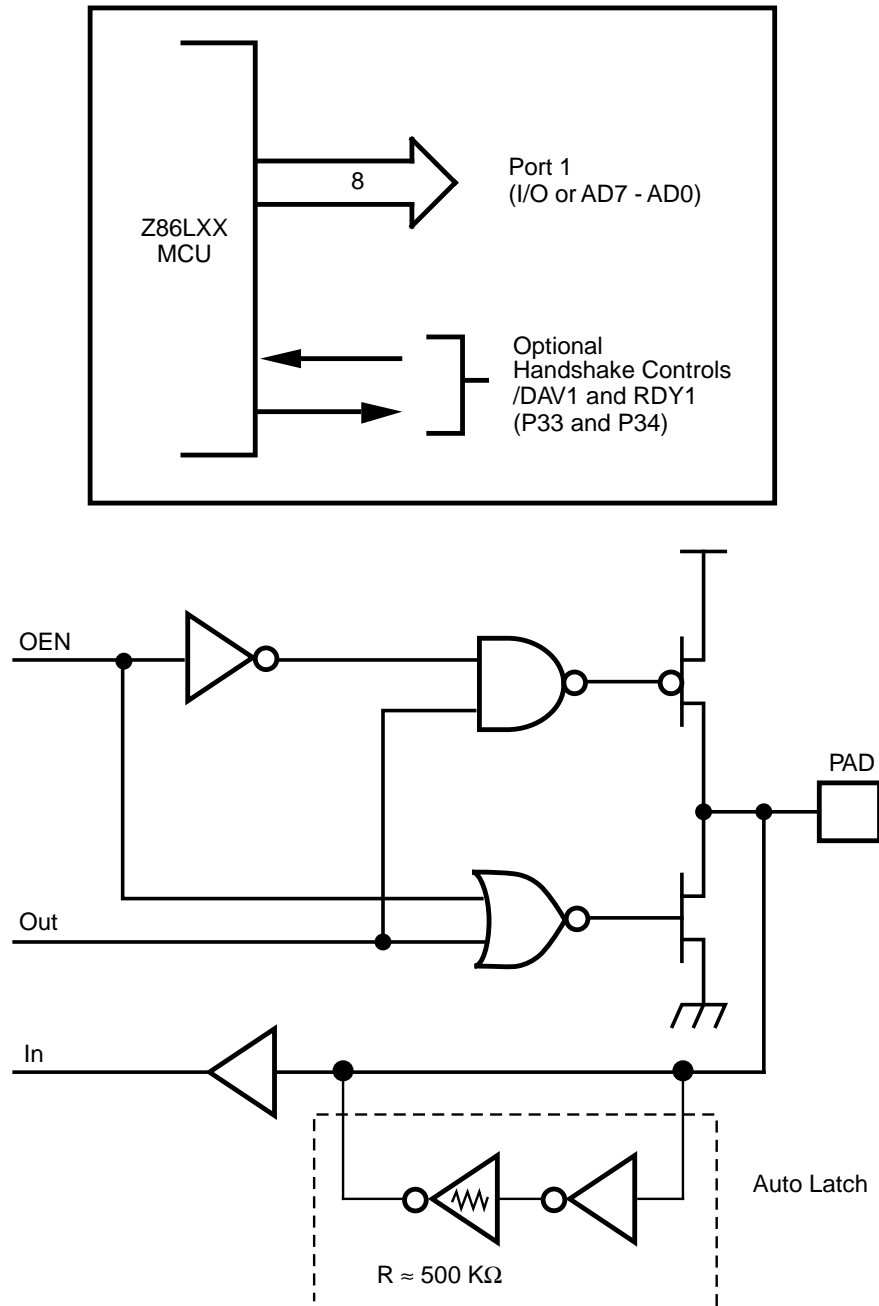 Z86LXX
MCU
8
Port 1
(I/O or AD7 - AD0)
Optional
Handshake Controls
/DAV1 and RDY1
(P33 and P34)
OEN
PAD
Out
In
Auto Latch
R ≈ 500 KΩ